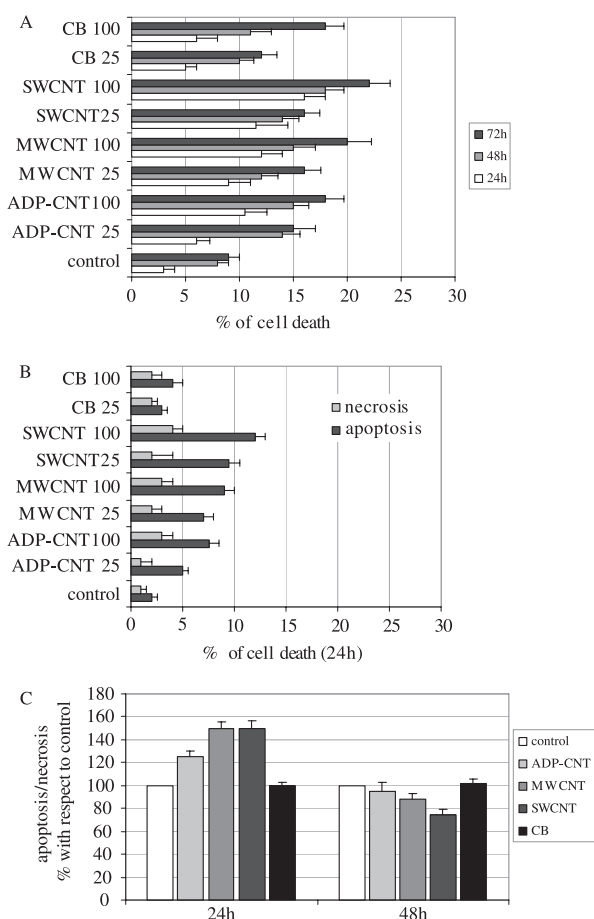 A
CB 100
CB 25
SWCNT 100
SWCNT25
MWCNT 100
MWCNT 25
ADP-CNT100
ADP-CNT 25
control
0 5 10 15 20 25 30
% of cell death
72h
48h
24h
B
CB 100
CB 25
SWCNT 100
SWCNT25
MWCNT 100
MWCNT 25
ADP-CNT100
ADP-CNT 25
control
necrosis
apoptosis
0 5 10 15 20 25 30
% of cell death (24h)
C
apoptosis/necrosis
% with respect to control
180
160
140
120
100
80
60
40
20
0
24h 48h
control
ADP-CNT
MWCNT
SWCNT
CB